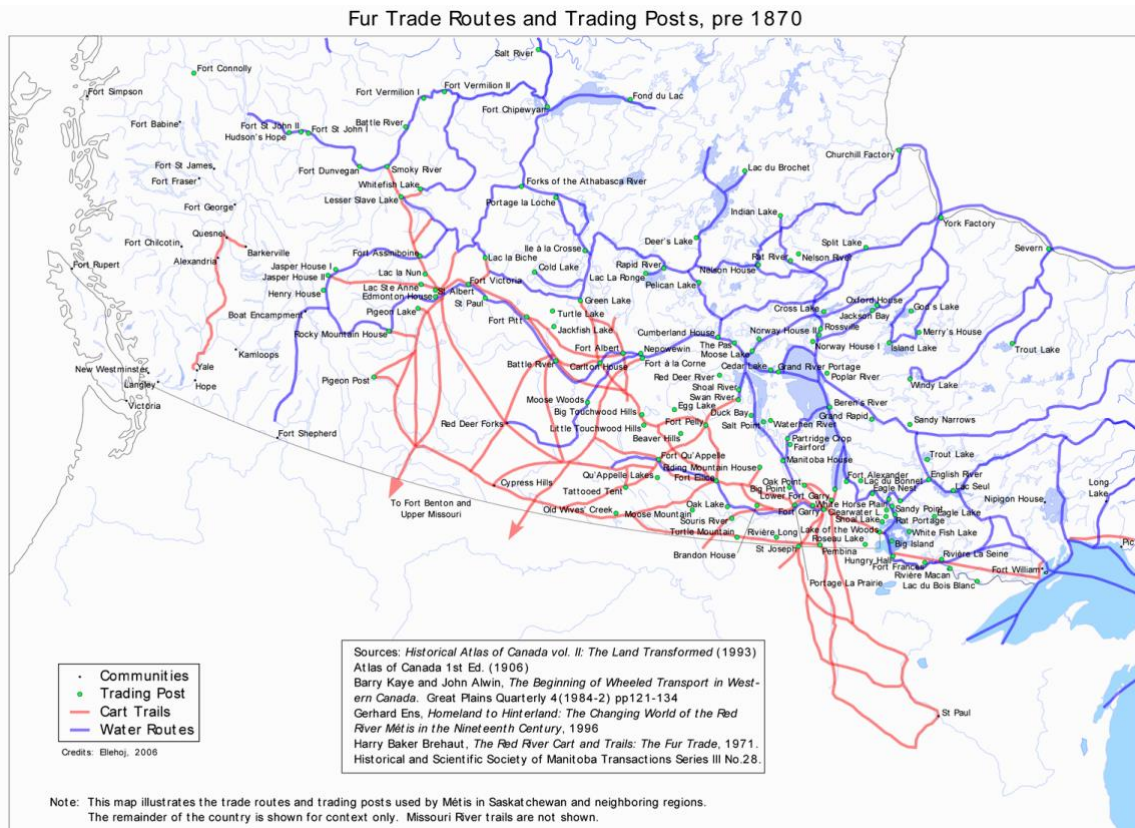 Fur Trade Routes and Trading Posts, pre 1870
Salt River
Fort Connolly
Fort Simpson
Fort Vermilion I
Fort Vermilion II
Fort Chipewyan
Fond du Lac
Fort Babine
Fort St John II
Fort St John I
Hudson's Hope
Battle River
Churchill Factory
Fort St James
Fort Fraser
Fort Dunvegan
Smoky River
Whitefish Lake
Lesser Slave Lake
Forks of the Athabasca River
Portage la Loche
Lac du Brochet
Fort George
Indian Lake
York Factory
Quesnel
Fort Chilcotin
Barkerville
Alexandria
Fort Assiniboine
Lac la Biche
Ile à la Crosse
Cold Lake
Deer's Lake
Split Lake
Rat River
Nelson River
Severn
Fort Rupert
Jasper House I
Jasper House II
Henry House
Lac la Nun
Lac Ste Anne
Edmonton House
St Albert
Fort Victoria
St Paul
Rapid River
Lac La Ronge
Pelican Lake
Nelson House
Green Lake
Boat Encampment
Pigeon Lake
Fort Pitt
Turtle Lake
Jackfish Lake
Cross Lake
Oxford House
Jackson Bay
God's Lake
Rocky Mountain House
Cumberland House
Norway House II
Rossville
Merry's House
Kamloops
The Pas
Moose Lake
Norway House I
Island Lake
Trout Lake
New Westminster
Yale
Langley
Hope
Victoria
Pigeon Post
Battle River
Fort Albert
Carlton House
Nepowewin
Fort à la Corne
Cedar Lake
Grand River Portage
Poplar River
Windy Lake
Red Deer River
Shoal River
Swan River
Moose Woods
Egg Lake
Duck Bay
Big Touchwood Hills
Little Touchwood Hills
Beaver Hills
Fort Pelly
Salt Point
Waterhen River
Beren's River
Grand Rapid
Sandy Narrows
Fort Shepherd
Red Deer Forks
Partridge Crop
Fairford
Manitoba House
Fort Qu'Appelle
Riding Mountain House
Qu'Appelle Lakes
Fort Ellice
Trout Lake
English River
Lac Seul
Fort Alexander
Lac du Bonnet
Eagle Nest
Cypress Hills
Tattooed Tent
Oak Point
Big Point
Lower Fort Garry
White Horse Plain
Sandy Point
Nipigon House
Long
Lake
To Fort Benton and
Upper Missouri
Old Wives' Creek
Moose Mountain
Oak Lake
Souris River
Fort Garry
Clearwater L
Shoal Lake
Rat Portage
Eagle Lake
Turtle Mountain
Rivière Long
Lake of the Woods
Roseau Lake
White Fish Lake
Big Island
Brandon House
St Joseph
Pembina
Hungry Hall
Fort Frances
Rivière La Seine
Rivière Macan
Lac du Bois Blanc
Fort William
Pic
Portage La Prairie
St Paul
Communities
Trading Post
Cart Trails
Water Routes
Credits: Ellehoj, 2006
Sources: Historical Atlas of Canada vol. II: The Land Transformed (1993)
Atlas of Canada 1st Ed. (1906)
Barry Kaye and John Alwin, The Beginning of Wheeled Transport in West-
ern Canada. Great Plains Quarterly 4(1984-2) pp121-134
Gerhard Ens, Homeland to Hinterland: The Changing World of the Red
River Métis in the Nineteenth Century, 1996
Harry Baker Brehaut, The Red River Cart and Trails: The Fur Trade, 1971.
Historical and Scientific Society of Manitoba Transactions Series III No.28.
Note: This map illustrates the trade routes and trading posts used by Métis in Saskatchewan and neighboring regions.
The remainder of the country is shown for context only. Missouri River trails are not shown.